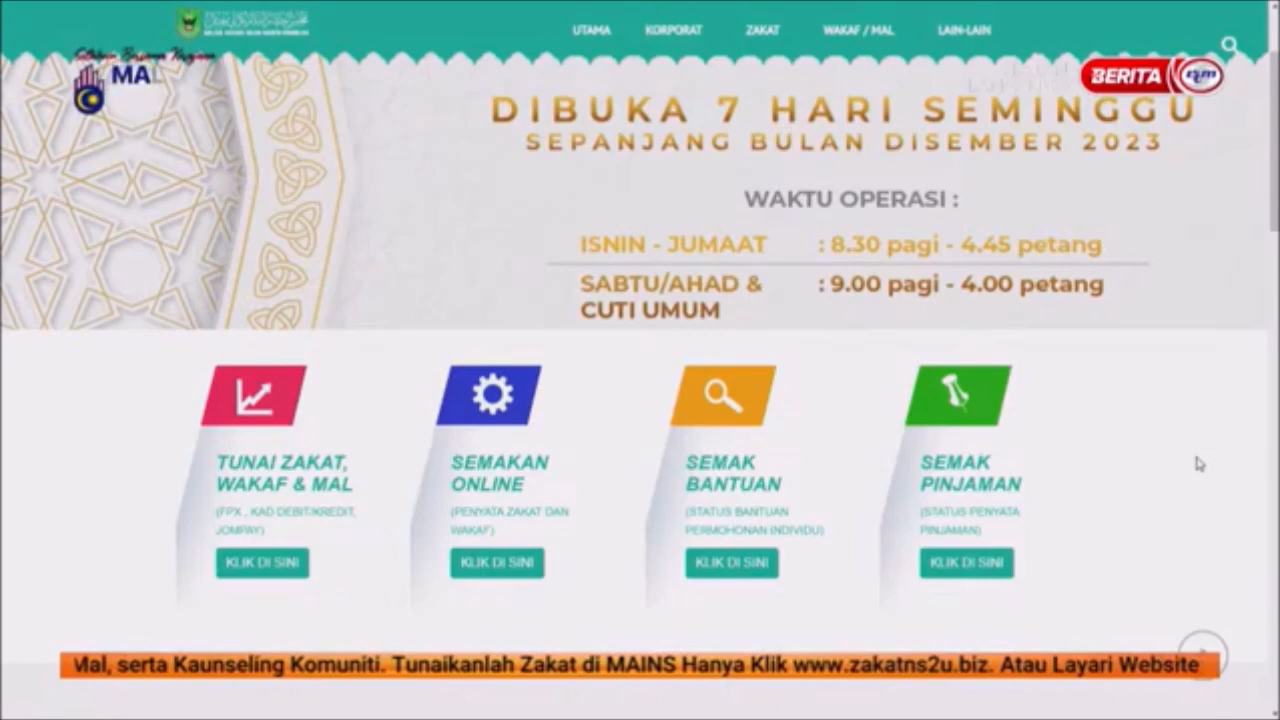 UTAMA KORPORAT ZAKAT WAKAF / MAL LAIN-LAIN
MAL
BERITA
DIBUKA 7 HARI SEMINGGU
SEPANJANG BULAN DISEMBER 2023
WAKTU OPERASI :
ISNIN - JUMAAT : 8.30 pagi - 4.45 petang
SABTU/AHAD & : 9.00 pagi - 4.00 petang
CUTI UMUM
TUNAI ZAKAT,
WAKAF & MAL
(FPX , KAD DEBIT/KREDIT,
JOMPAY)
KLIK DI SINI
SEMAKAN
ONLINE
(PENYATA ZAKAT DAN
WAKAF)
KLIK DI SINI
SEMAK
BANTUAN
(STATUS BANTUAN
PERMOHONAN INDIVIDU)
KLIK DI SINI
SEMAK
PINJAMAN
(STATUS PENYATA
PINJAMAN)
KLIK DI SINI
Mal, serta Kaunseling Komuniti. Tunaikanlah Zakat di MAINS Hanya Klik www.zakatns2u.biz. Atau Layari Website